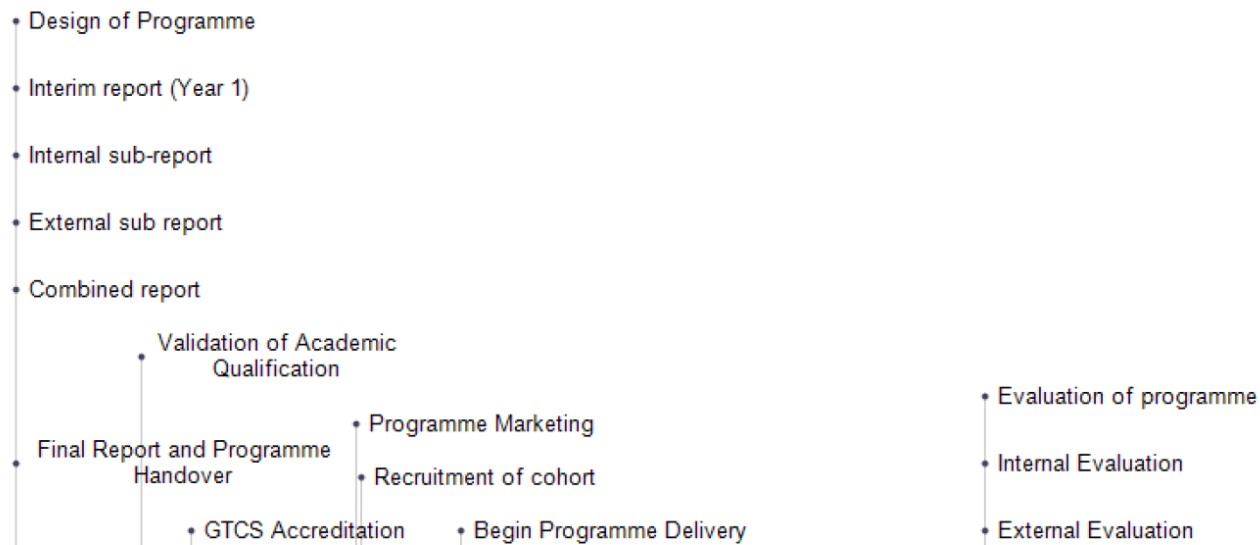 Design of Programme
Interim report (Year 1)
Internal sub-report
External sub report
Combined report
Validation of Academic
Qualification
Evaluation of programme
Programme Marketing
Final Report and Programme
Handover
Internal Evaluation
Recruitment of cohort
GTCS Accreditation
Begin Programme Delivery
External Evaluation